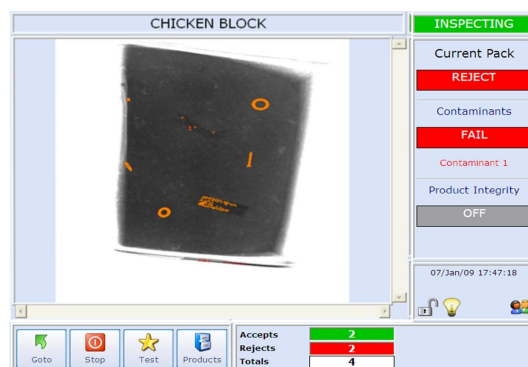 CHICKEN BLOCK
INSPECTING
Current Pack
REJECT
Contaminants
FAIL
Contaminant 1
Product Integrity
OFF
07/Jan/09 17:47:18
Goto
Stop
Test
Products
Accepts 2
Rejects 2
Totals 4